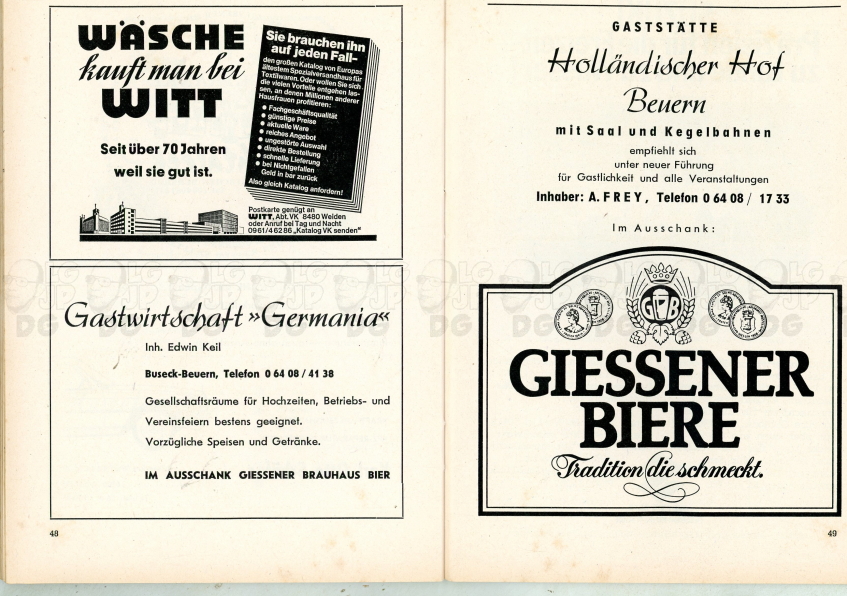 WÄSCHE
kauft man bei
WITT
Seit über 70 Jahren
weil sie gut ist.
Sie brauchen ihn
auf jeden Fall-
den großen Katalog von Europas
ältestem Spezialversandhaus für
Textilwaren. Oder wollen Sie sich
die vielen Vorteile entgehen las-
sen, an denen Millionen anderer
Hausfrauen profitieren:
● Fachgeschäftsqualität
● günstige Preise
● aktuelle Ware
● reiches Angebot
● ungestörte Auswahl
● direkte Bestellung
● schnelle Lieferung
● bei Nichtgefallen
Geld in bar zurück
Also gleich Katalog anfordern!
Postkarte genügt an
WITT, Abt. VK 8480 Weiden
oder Anruf bei Tag und Nacht
0961/46286 „Katalog VK senden“
Gastwirtschaft »Germania«
Inh. Edwin Keil
Buseck-Beuern, Telefon 0 64 08 / 41 38
Gesellschaftsräume für Hochzeiten, Betriebs- und
Vereinsfeiern bestens geeignet.
Vorzügliche Speisen und Getränke.
IM AUSSCHANK GIESSENER BRAUHAUS BIER
48
GASTSTÄTTE
Holländischer Hof
Beuern
mit Saal und Kegelbahnen
empfiehlt sich
unter neuer Führung
für Gastlichkeit und alle Veranstaltungen
Inhaber: A. FREY, Telefon 0 64 08 / 17 33
Im Ausschank:
GB
GIESSENER
BIERE
Tradition die schmeckt.
49
LG
JP
DG